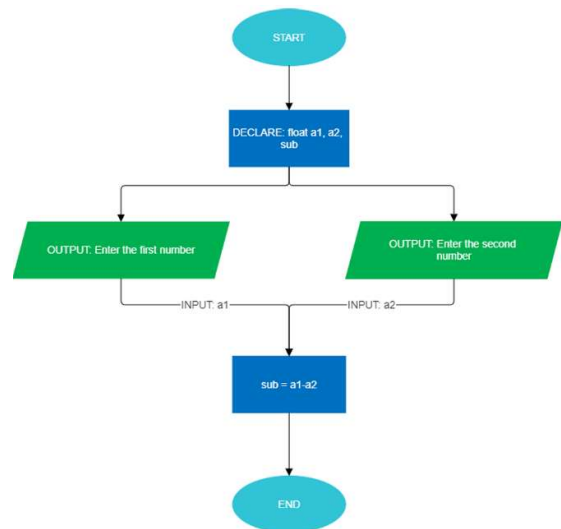 START
DECLARE: float a1, a2,
sub
OUTPUT: Enter the first number
OUTPUT: Enter the second
number
INPUT: a1
INPUT: a2
sub = a1-a2
END